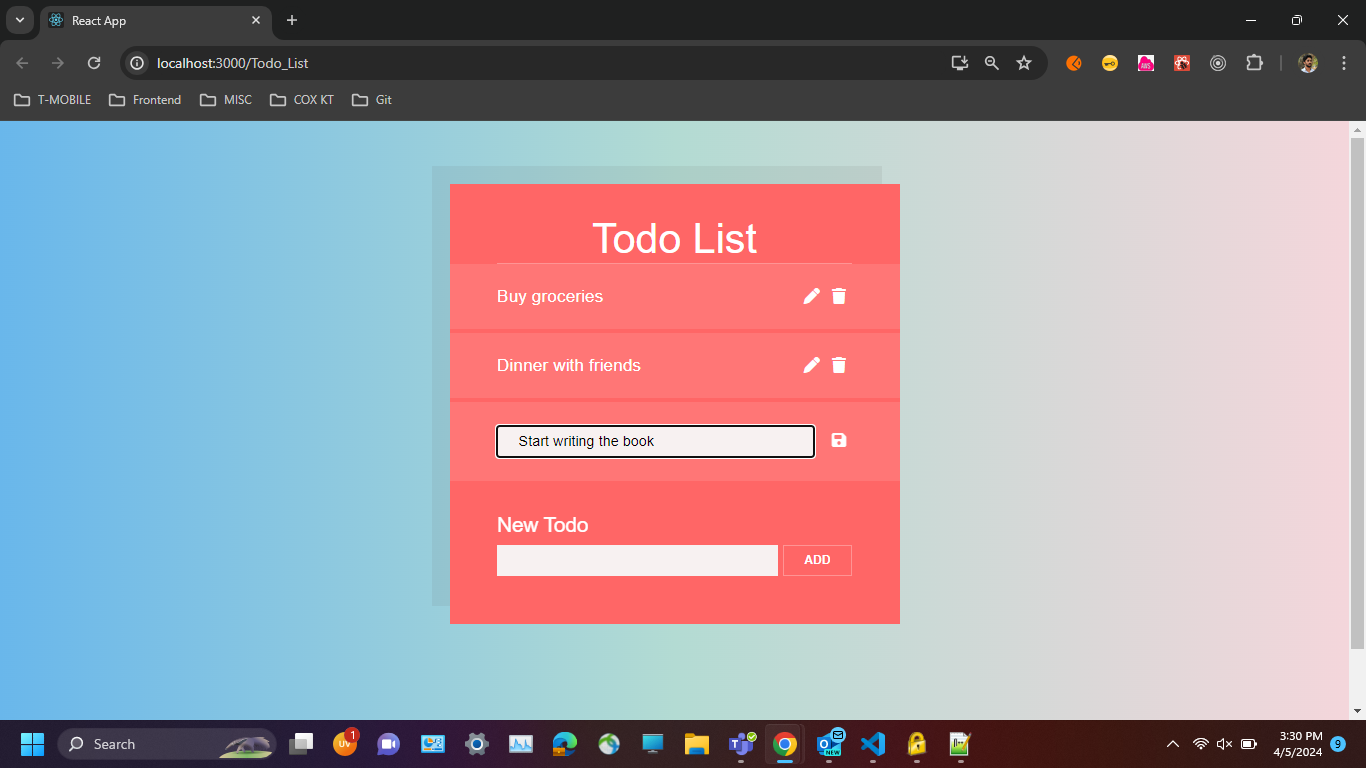 React App
localhost:3000/Todo_List
T-MOBILE Frontend MISC COX KT Git
Todo List
Buy groceries
Dinner with friends
Start writing the book
New Todo
ADD
Search
UV 1
NEW
3:30 PM
4/5/2024
9